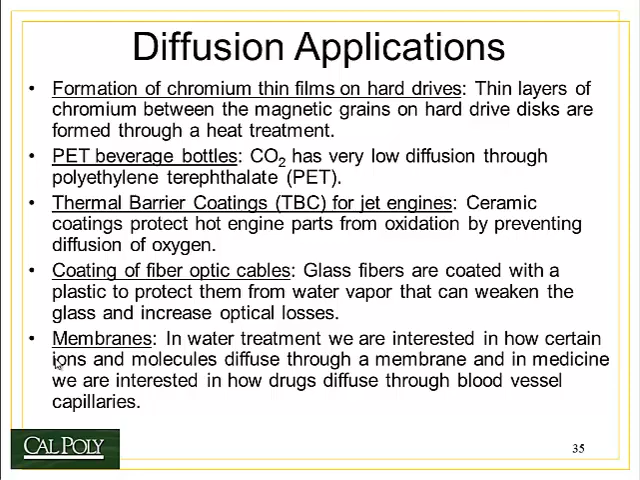 Diffusion Applications
• Formation of chromium thin films on hard drives: Thin layers of
chromium between the magnetic grains on hard drive disks are
formed through a heat treatment.
• PET beverage bottles: CO₂ has very low diffusion through
polyethylene terephthalate (PET).
• Thermal Barrier Coatings (TBC) for jet engines: Ceramic
coatings protect hot engine parts from oxidation by preventing
diffusion of oxygen.
• Coating of fiber optic cables: Glass fibers are coated with a
plastic to protect them from water vapor that can weaken the
glass and increase optical losses.
• Membranes: In water treatment we are interested in how certain
ions and molecules diffuse through a membrane and in medicine
we are interested in how drugs diffuse through blood vessel
capillaries.
CAL POLY
35